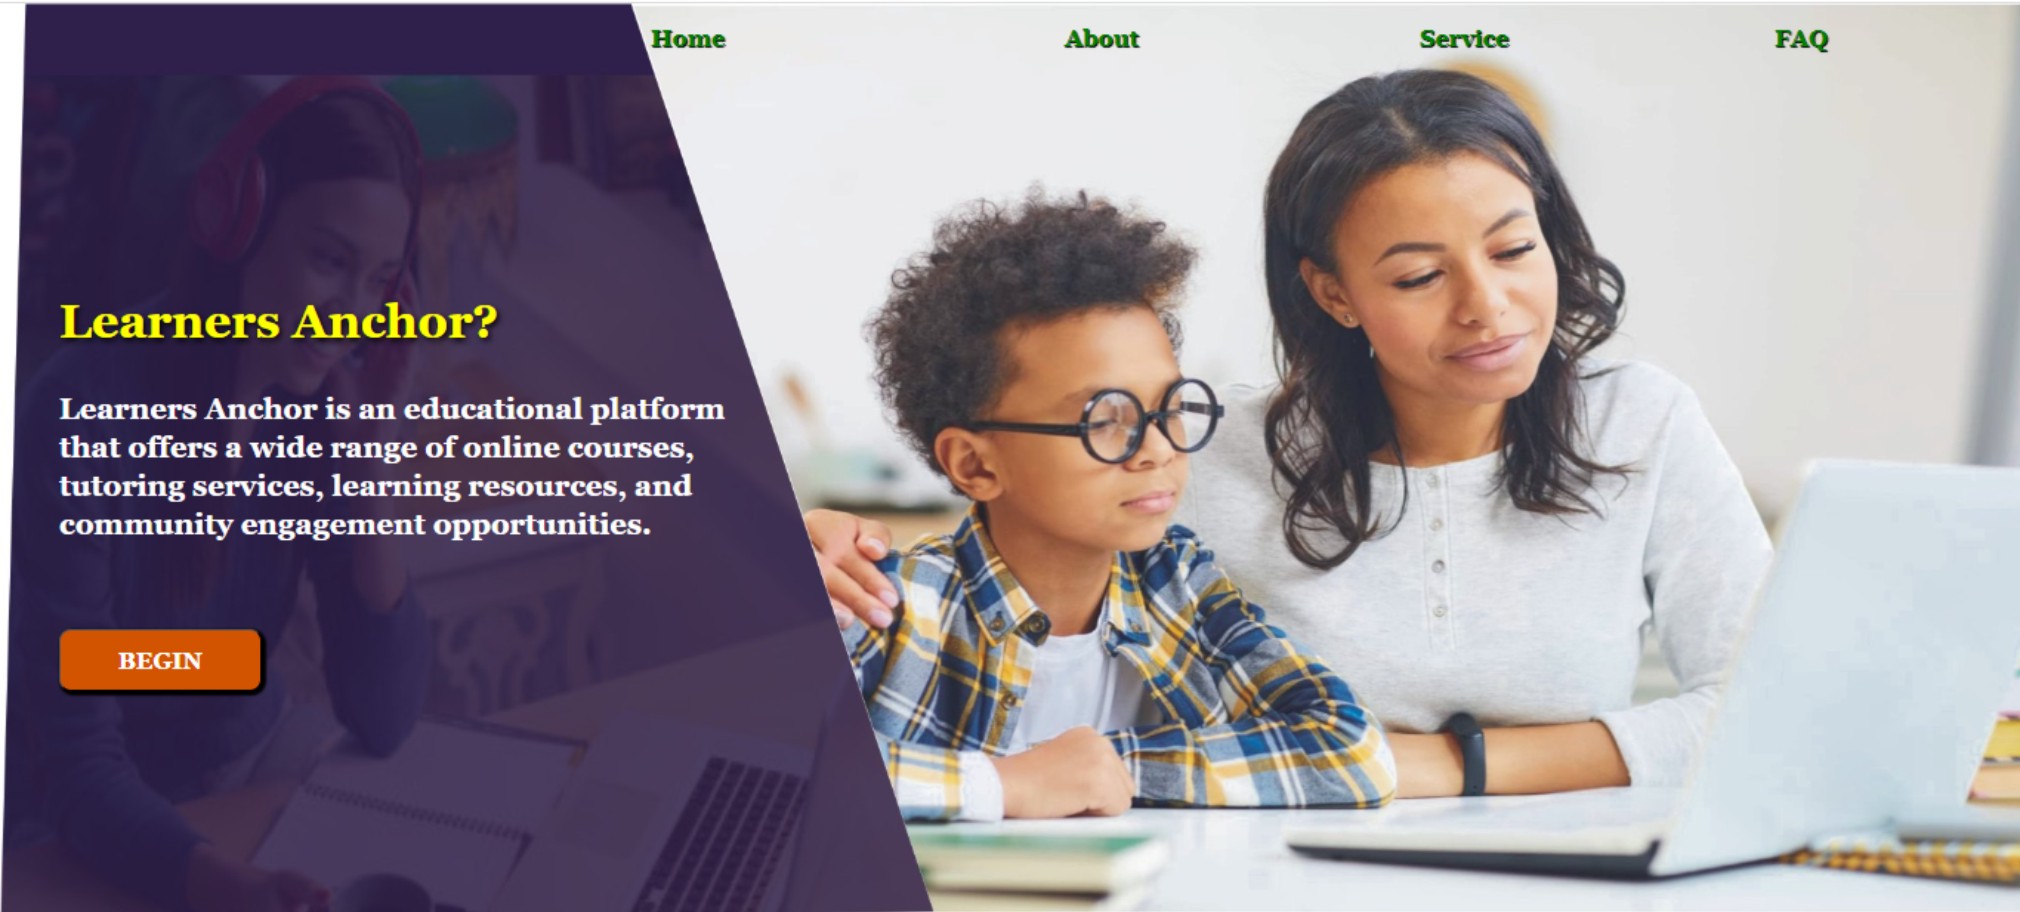 Home About Service FAQ
Learners Anchor?
Learners Anchor is an educational platform
that offers a wide range of online courses,
tutoring services, learning resources, and
community engagement opportunities.
BEGIN